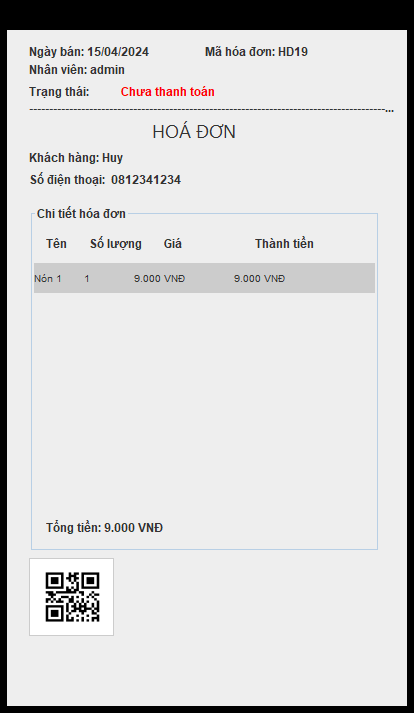 Ngày bán: 15/04/2024 Mã hóa đơn: HD19
Nhân viên: admin
Trạng thái: Chưa thanh toán
HOÁ ĐƠN
Khách hàng: Huy
Số điện thoại: 0812341234
Chi tiết hóa đơn
Tên Số lượng Giá Thành tiền
Nón 1 1 9.000 VNĐ 9.000 VNĐ
Tổng tiền: 9.000 VNĐ